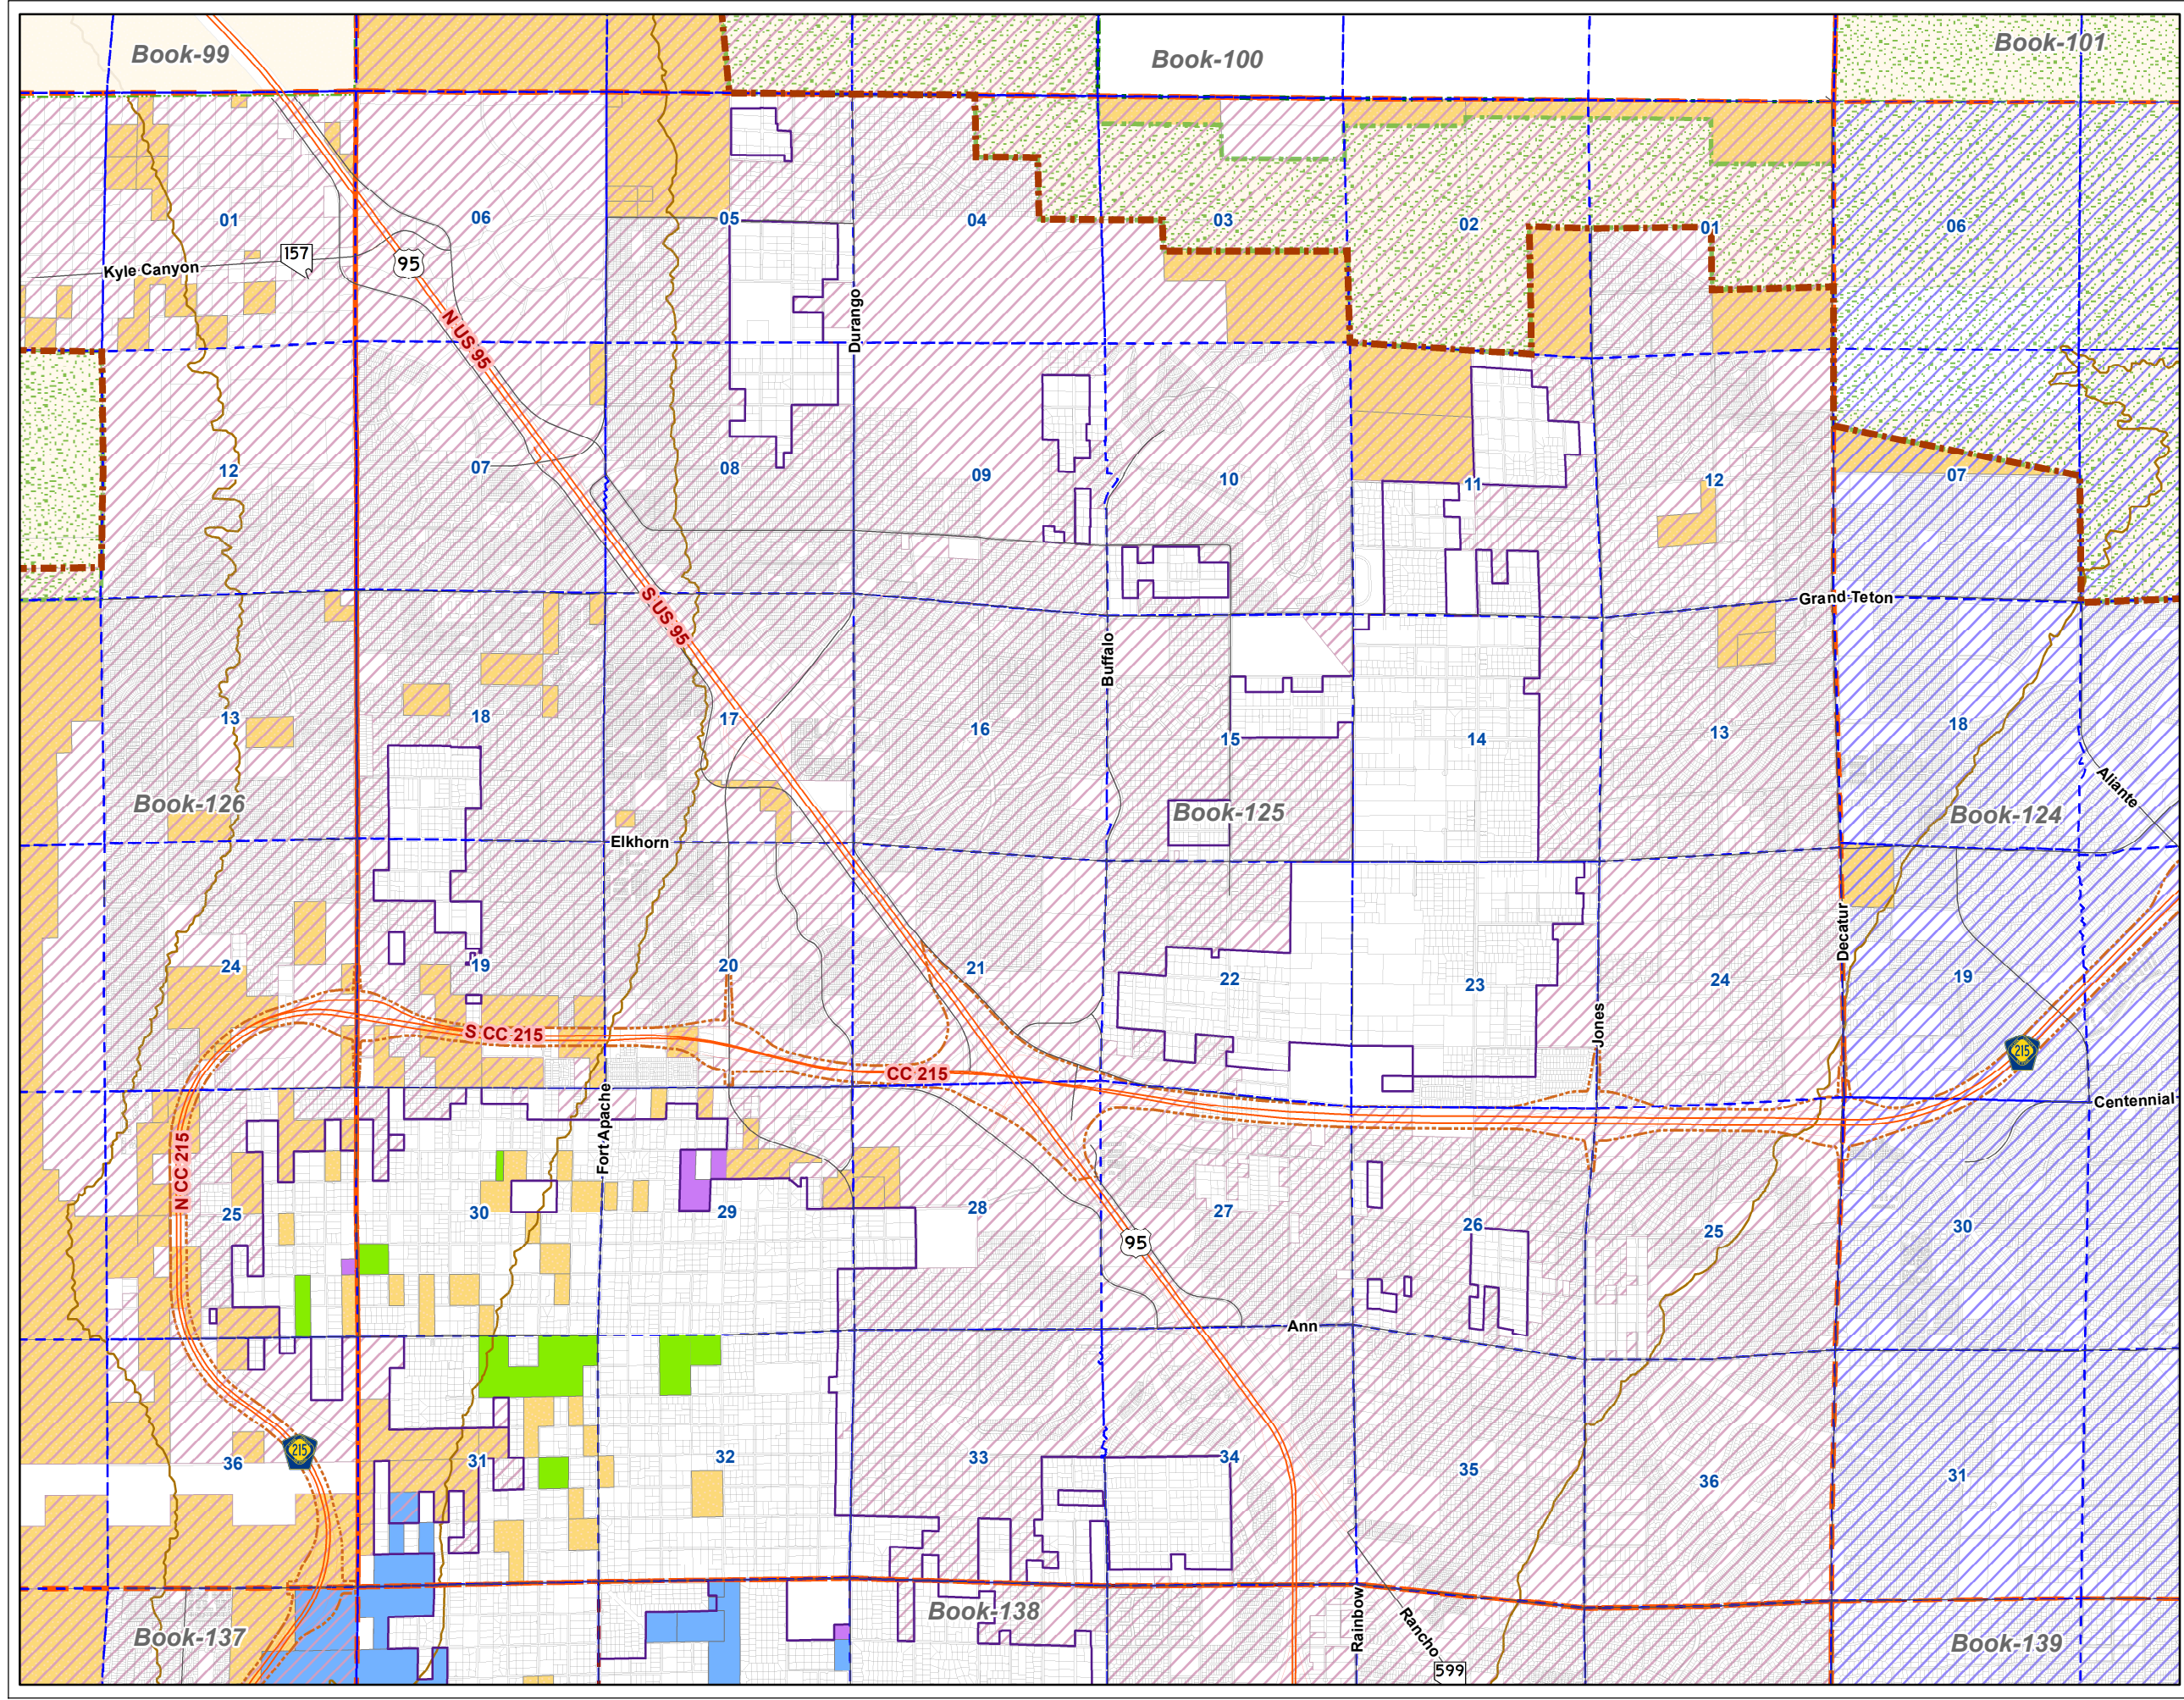 Book-99
Book-100
Book-101
01
06
05
04
03
02
01
06
Kyle Canyon
157
95
N US 95
Durango
12
07
08
09
10
11
12
07
S US 95
Grand Teton
Buffalo
13
18
17
16
15
14
13
18
Aliante
Book-126
Book-125
Book-124
Elkhorn
Decatur
24
19
20
21
22
23
24
19
Jones
S CC 215
CC 215
215
Centennial
Fort Apache
N CC 215
25
30
29
28
27
26
25
30
95
Ann
215
36
31
32
33
34
35
36
31
Book-137
Book-138
Rainbow
Rancho
599
Book-139